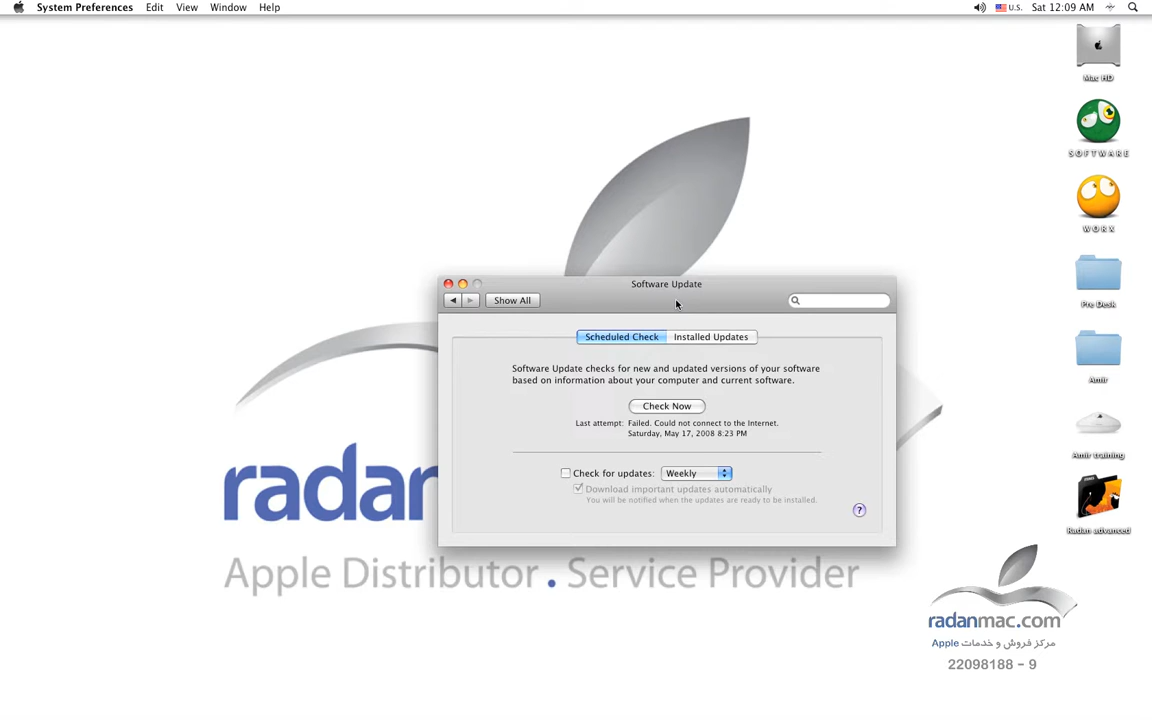 System Preferences Edit View Window Help
U.S. Sat 12:09 AM
Mac HD
SOFTWARE
WORX
Pre Desk
Amir
Amir training
Radan advanced
Software Update
Show All
Scheduled Check Installed Updates
Software Update checks for new and updated versions of your software
based on information about your computer and current software.
Check Now
Last attempt: Failed. Could not connect to the Internet.
Saturday, May 17, 2008 8:23 PM
Check for updates: Weekly
Download important updates automatically
You will be notified when the updates are ready to be installed.
?
radan
Apple Distributor . Service Provider
radanmac.com
مرکز فروش و خدمات Apple
22098188 - 9